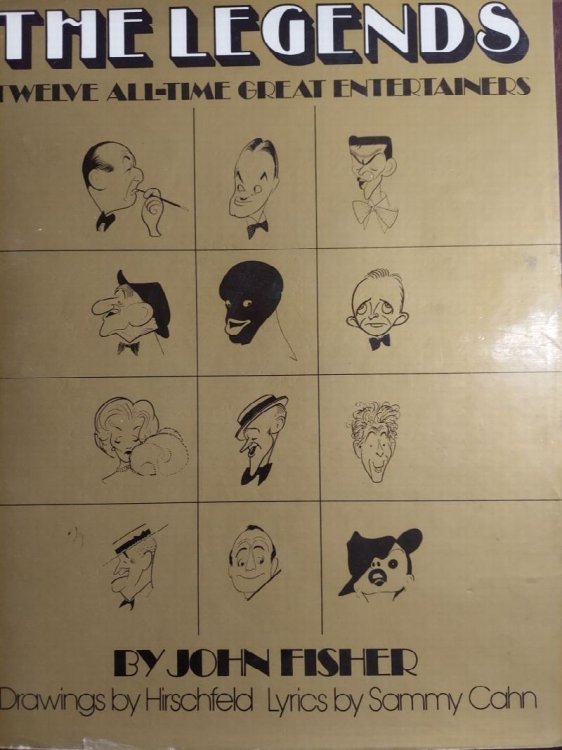 THE LEGENDS
TWELVE ALL-TIME GREAT ENTERTAINERS
BY JOHN FISHER
Drawings by Hirschfeld Lyrics by Sammy Cahn